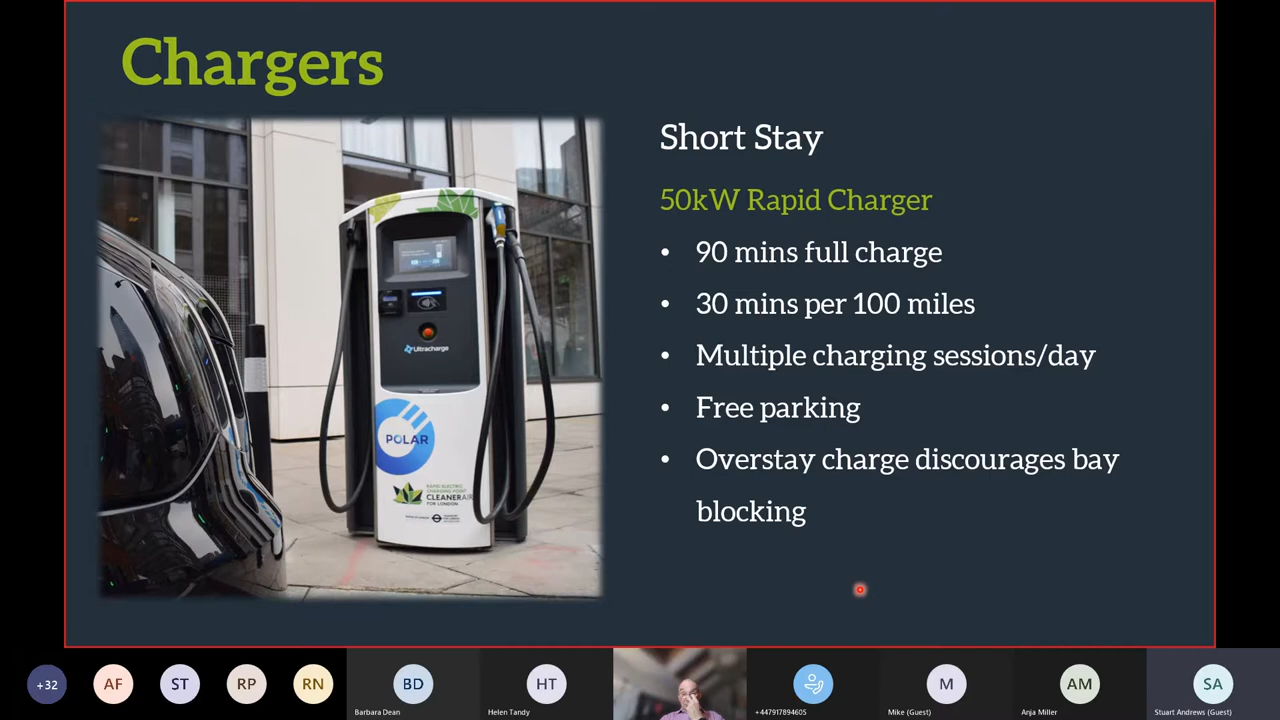 Chargers
Short Stay
50kW Rapid Charger
• 90 mins full charge
• 30 mins per 100 miles
• Multiple charging sessions/day
• Free parking
• Overstay charge discourages bay
blocking
Ultracharge
POLAR
RAPID ELECTRIC
CHARGING POINT
CLEANERAIR
FOR LONDON
+32
AF
ST
RP
RN
BD
HT
M
AM
SA
Barbara Dean
Helen Tandy
+447917894605
Mike (Guest)
Anja Miller
Stuart Andrews (Guest)